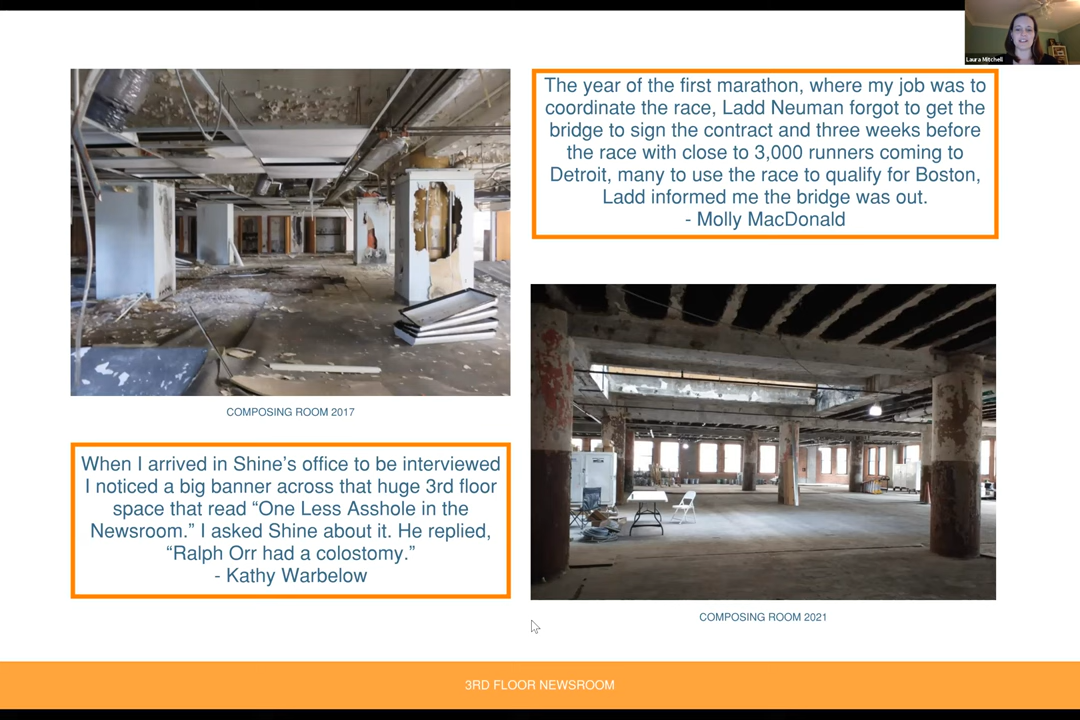 Laura Mitchell
The year of the first marathon, where my job was to
coordinate the race, Ladd Neuman forgot to get the
bridge to sign the contract and three weeks before
the race with close to 3,000 runners coming to
Detroit, many to use the race to qualify for Boston,
Ladd informed me the bridge was out.
- Molly MacDonald
COMPOSING ROOM 2017
When I arrived in Shine’s office to be interviewed
I noticed a big banner across that huge 3rd floor
space that read “One Less Asshole in the
Newsroom.” I asked Shine about it. He replied,
“Ralph Orr had a colostomy.”
- Kathy Warbelow
COMPOSING ROOM 2021
3RD FLOOR NEWSROOM